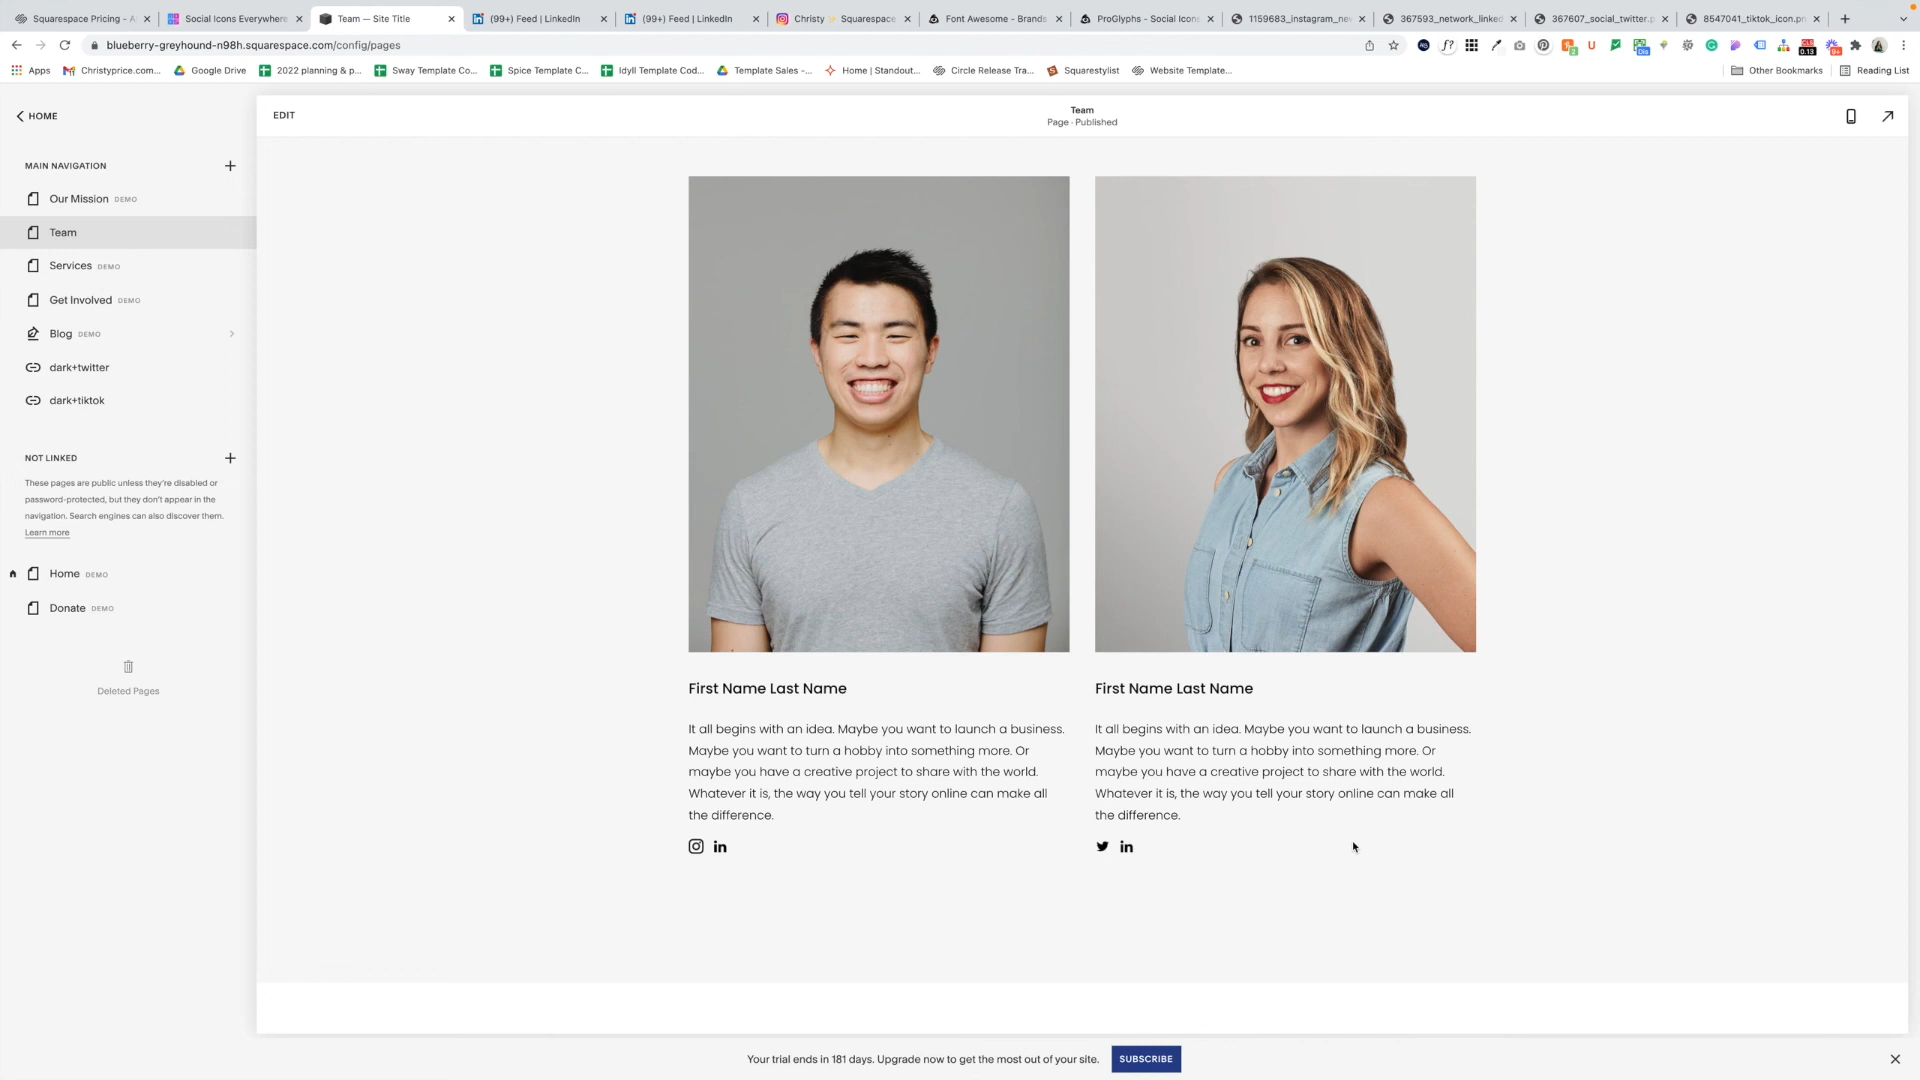 Squarespace Pricing - A
Social Icons Everywhere
Team — Site Title
(99+) Feed | LinkedIn
(99+) Feed | LinkedIn
Christy ✨ Squarespace
Font Awesome - Brands
ProGlyphs - Social Icons
1159683_instagram_ne
367593_network_linked
367607_social_twitter.p
8547041_tiktok_icon.pn
blueberry-greyhound-n98h.squarespace.com/config/pages
Apps
Christyprice.com...
Google Drive
2022 planning & p...
Sway Template Co...
Spice Template C...
Idyll Template Cod...
Template Sales -...
Home | Standout...
Circle Release Tra...
Squarestylist
Website Template...
Other Bookmarks
Reading List
HOME
EDIT
Team
Page · Published
MAIN NAVIGATION
Our Mission DEMO
Team
Services DEMO
Get Involved DEMO
Blog DEMO
dark+twitter
dark+tiktok
NOT LINKED
These pages are public unless they're disabled or
password-protected, but they don't appear in the
navigation. Search engines can also discover them.
Learn more
Home DEMO
Donate DEMO
Deleted Pages
First Name Last Name
It all begins with an idea. Maybe you want to launch a business.
Maybe you want to turn a hobby into something more. Or
maybe you have a creative project to share with the world.
Whatever it is, the way you tell your story online can make all
the difference.
First Name Last Name
It all begins with an idea. Maybe you want to launch a business.
Maybe you want to turn a hobby into something more. Or
maybe you have a creative project to share with the world.
Whatever it is, the way you tell your story online can make all
the difference.
Your trial ends in 181 days. Upgrade now to get the most out of your site.
SUBSCRIBE